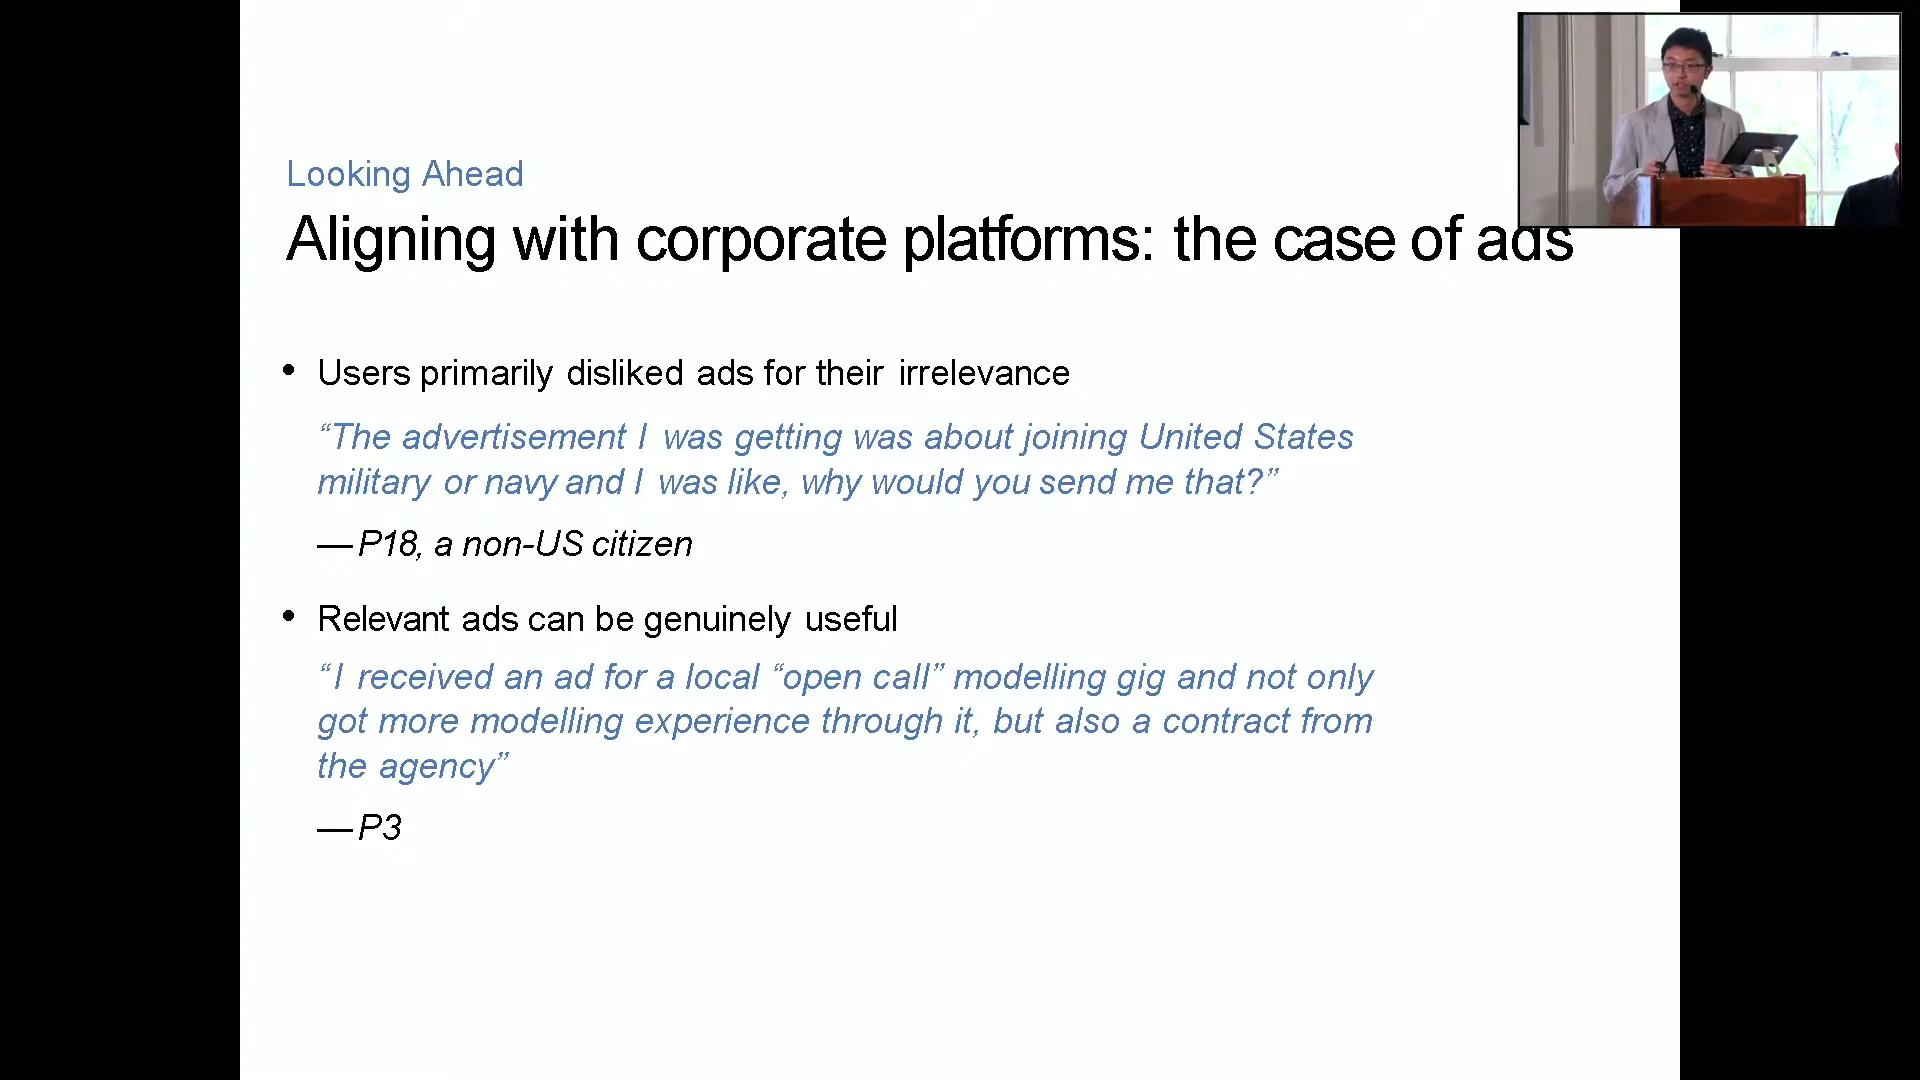 Looking Ahead
Aligning with corporate platforms: the case of ads
• Users primarily disliked ads for their irrelevance
“The advertisement I was getting was about joining United States
military or navy and I was like, why would you send me that?”
— P18, a non-US citizen
• Relevant ads can be genuinely useful
“I received an ad for a local “open call” modelling gig and not only
got more modelling experience through it, but also a contract from
the agency”
— P3